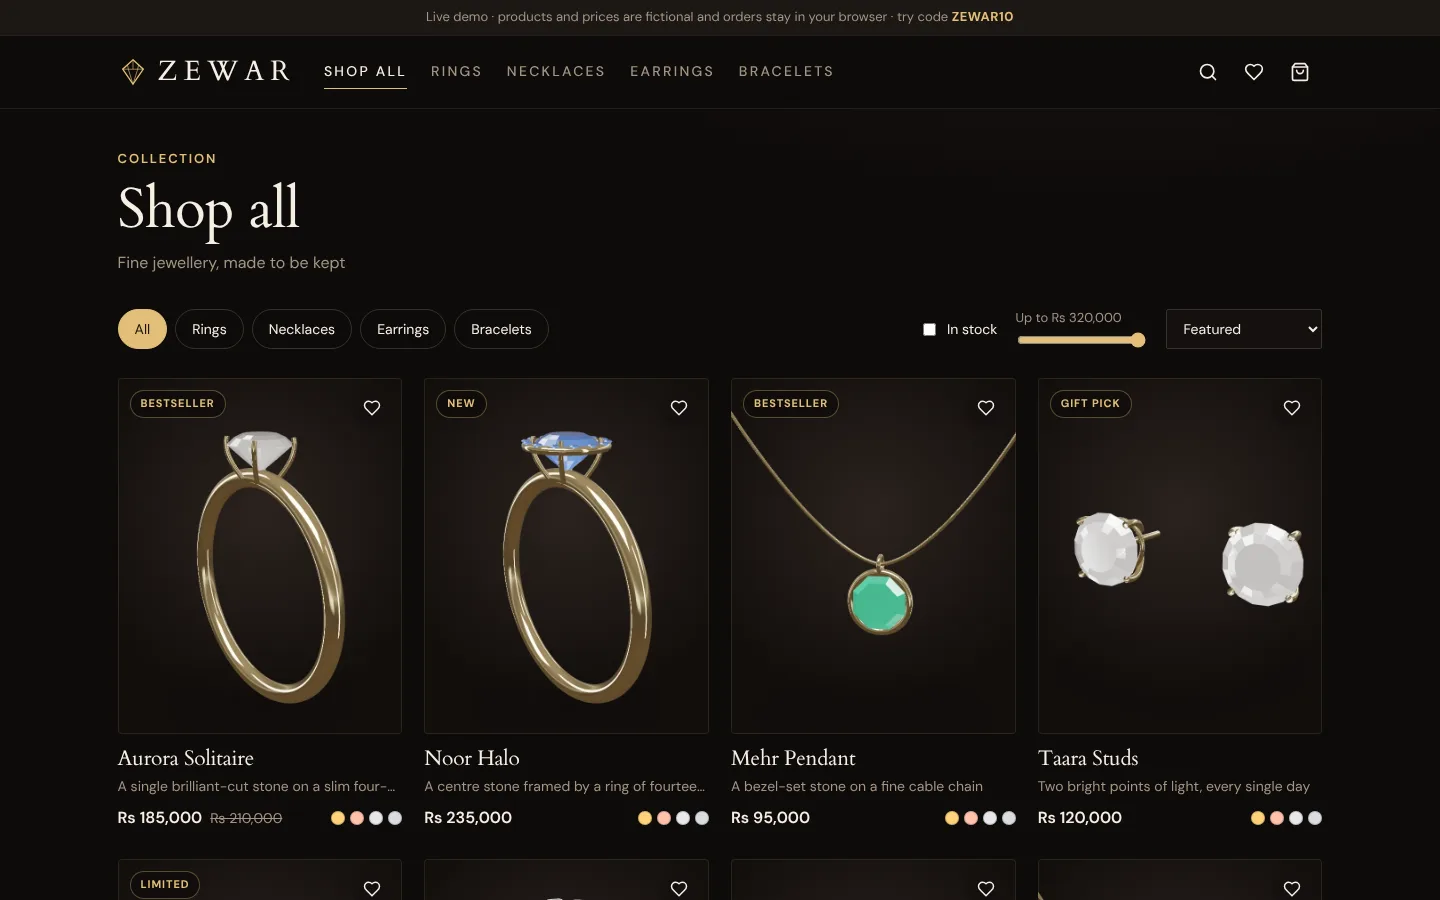 Live demo · products and prices are fictional and orders stay in your browser · try code ZEWAR10
ZEWAR
SHOP ALL
RINGS
NECKLACES
EARRINGS
BRACELETS
COLLECTION
Shop all
Fine jewellery, made to be kept
All
Rings
Necklaces
Earrings
Bracelets
In stock
Up to Rs 320,000
Featured
BESTSELLER
NEW
BESTSELLER
GIFT PICK
Aurora Solitaire
A single brilliant-cut stone on a slim four-...
Rs 185,000 Rs 210,000
Noor Halo
A centre stone framed by a ring of fourtee...
Rs 235,000
Mehr Pendant
A bezel-set stone on a fine cable chain
Rs 95,000
Taara Studs
Two bright points of light, every single day
Rs 120,000
LIMITED